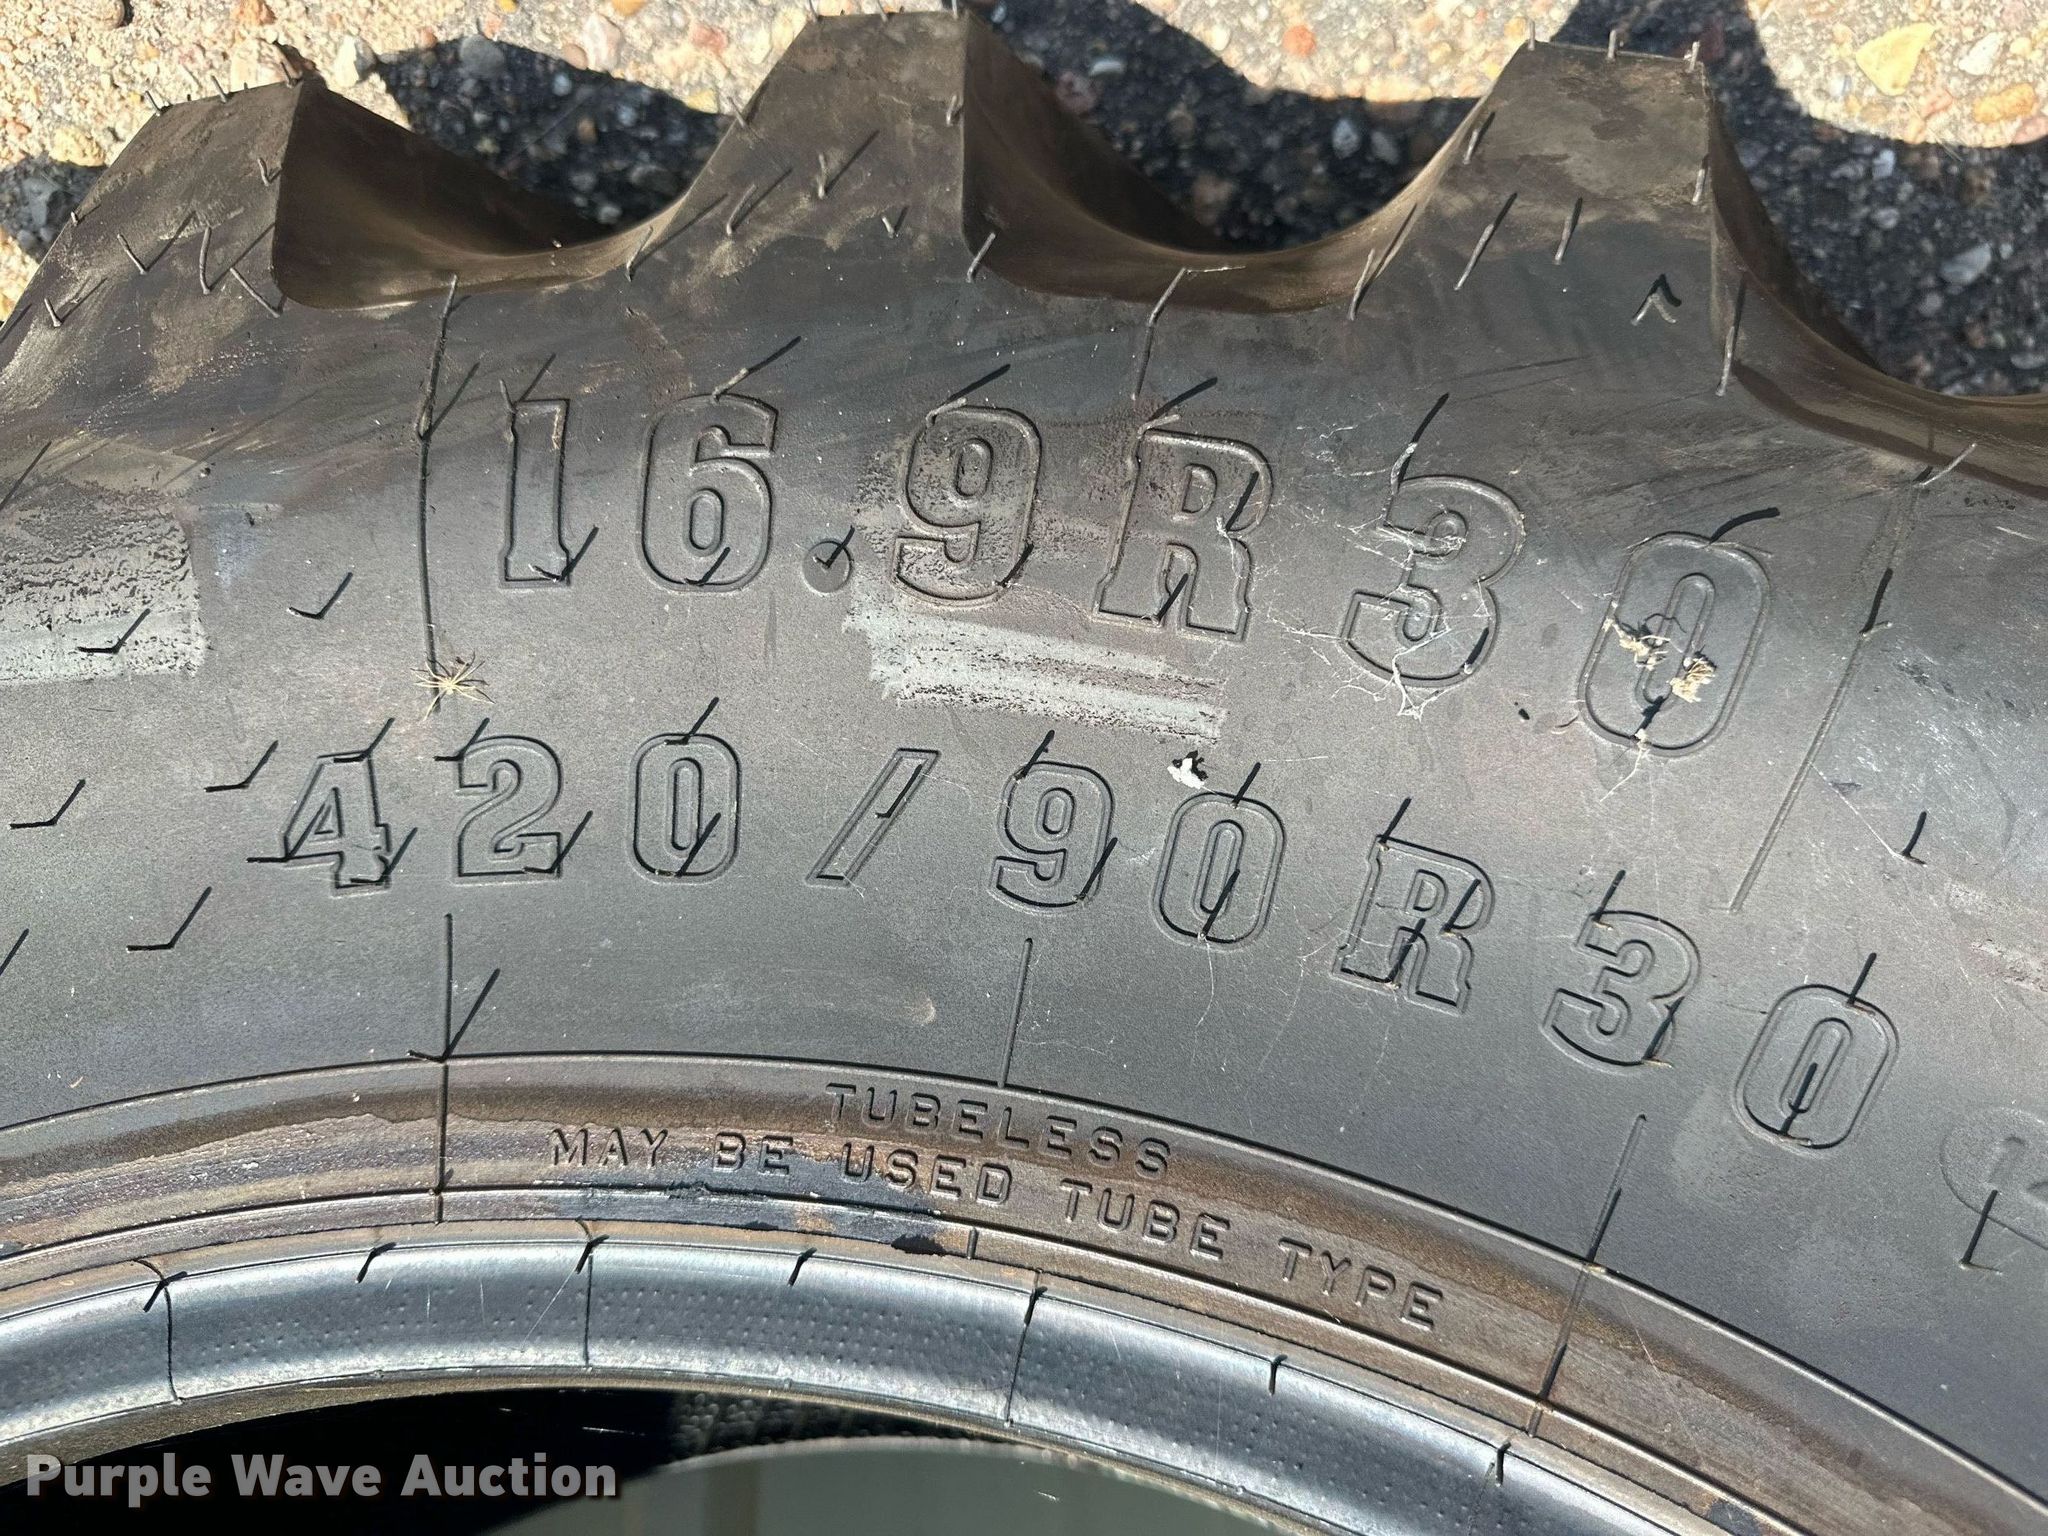 16.9R30
420/90R30
TUBELESS
MAY BE USED TUBE TYPE
Purple Wave Auction